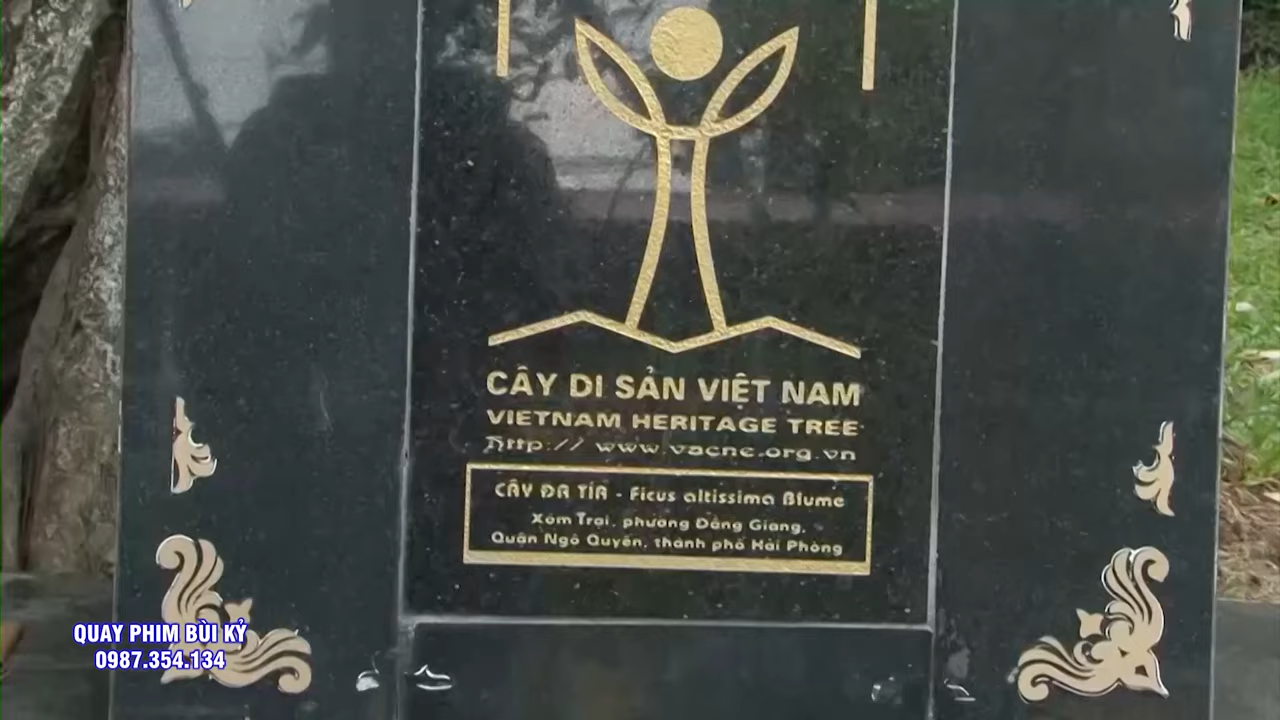 CÂY DI SẢN VIỆT NAM
VIETNAM HERITAGE TREE
http:// www.vacne.org.vn
CÂY ĐA TÍA - Ficus altissima Blume
Xóm Trại, phường Đằng Giang,
Quận Ngô Quyền, thành phố Hải Phòng
QUAY PHIM BÙI KỶ
0987.354.134